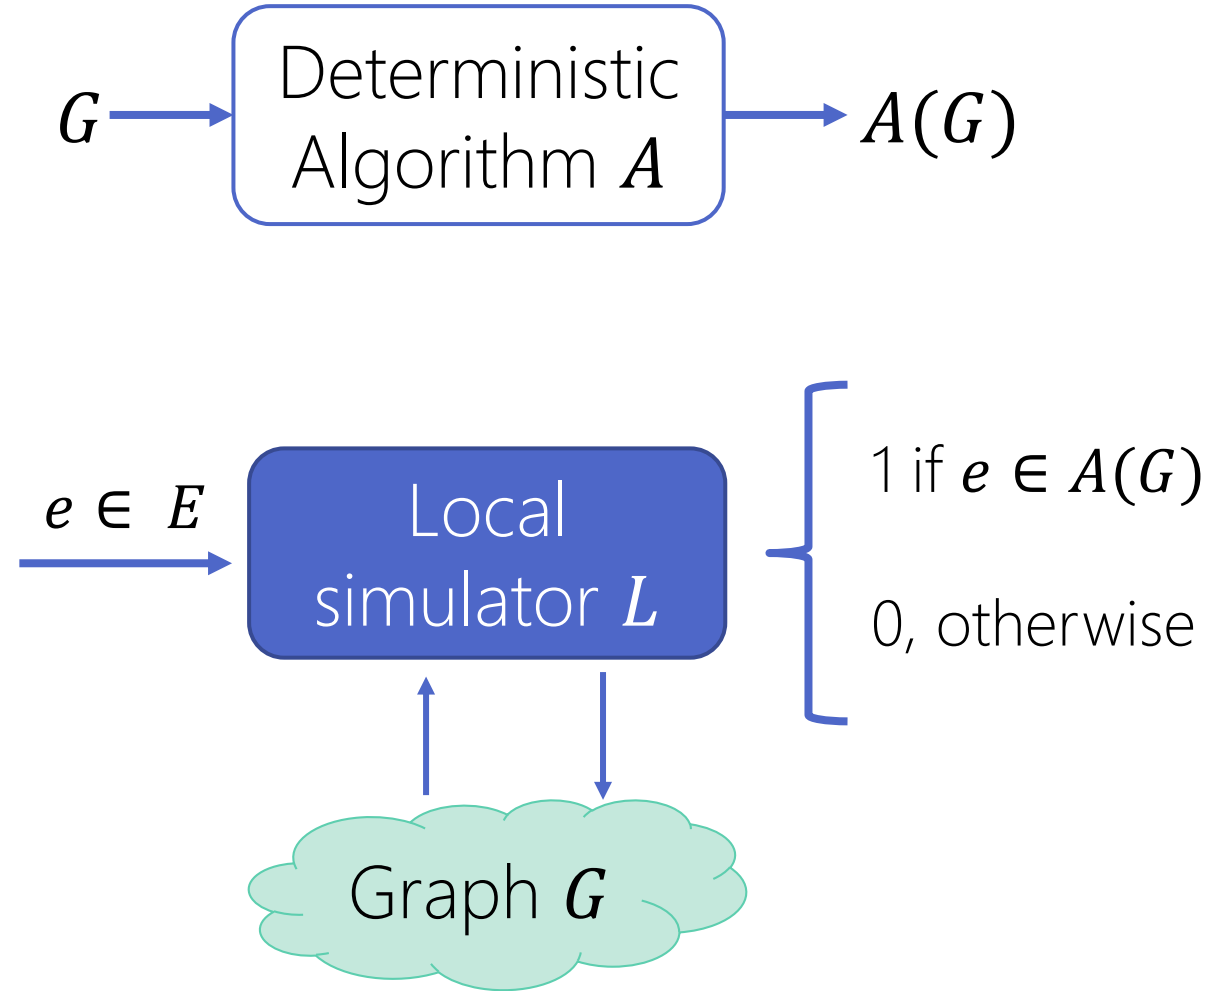 G
Deterministic
Algorithm A
A(G)
e ∈ E
Local
simulator L
1 if e ∈ A(G)
0, otherwise
Graph G